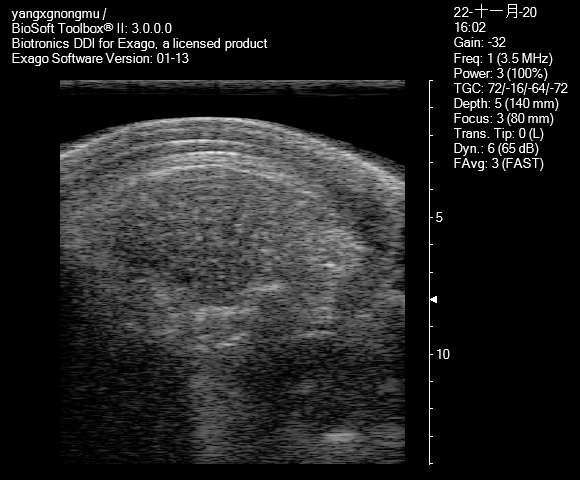 yangxgnongmu /
BioSoft Toolbox® II: 3.0.0.0
Biotronics DDI for Exago, a licensed product
Exago Software Version: 01-13
22-十一月-20
16:02
Gain: -32
Freq: 1 (3.5 MHz)
Power: 3 (100%)
TGC: 72/-16/-64/-72
Depth: 5 (140 mm)
Focus: 3 (80 mm)
Trans. Tip: 0 (L)
Dyn.: 6 (65 dB)
FAvg: 3 (FAST)
5
10